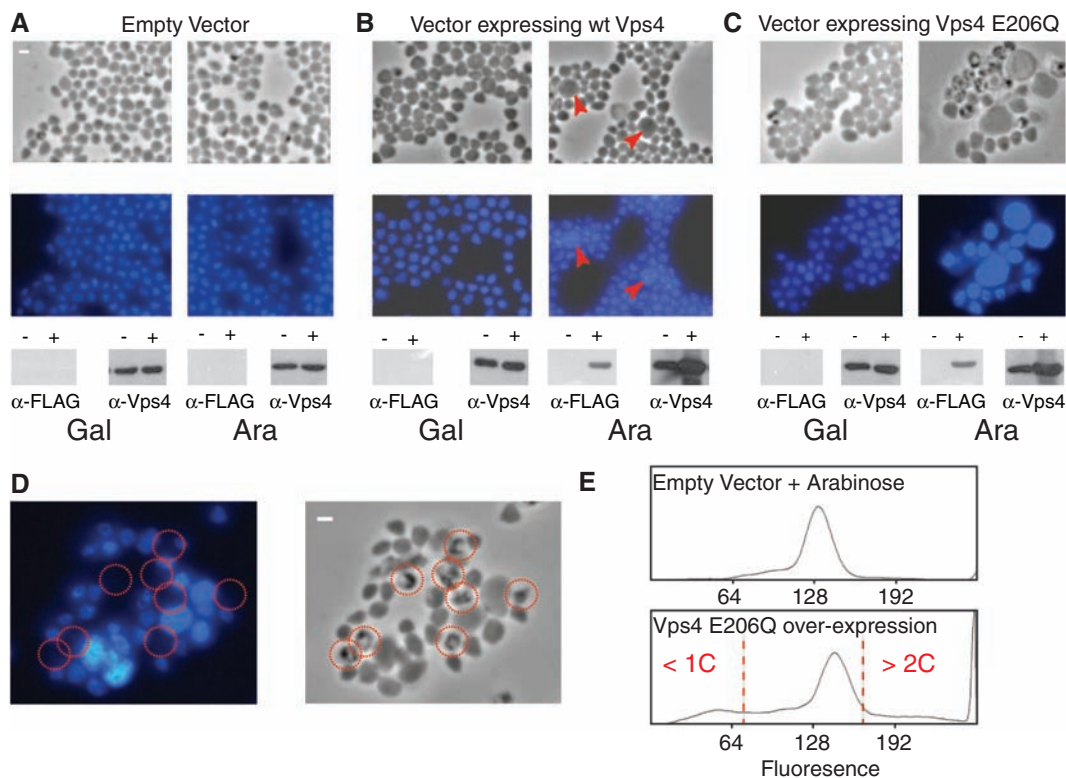 A Empty Vector
B Vector expressing wt Vps4
C Vector expressing Vps4 E206Q
- + - + - + - +
- + - + - + - +
- + - + - + - +
α-FLAG α-Vps4 α-FLAG α-Vps4
α-FLAG α-Vps4 α-FLAG α-Vps4
α-FLAG α-Vps4 α-FLAG α-Vps4
Gal Ara
Gal Ara
Gal Ara
D
E
Empty Vector + Arabinose
64 128 192
Vps4 E206Q over-expression
< 1C > 2C
64 128 192
Fluoresence